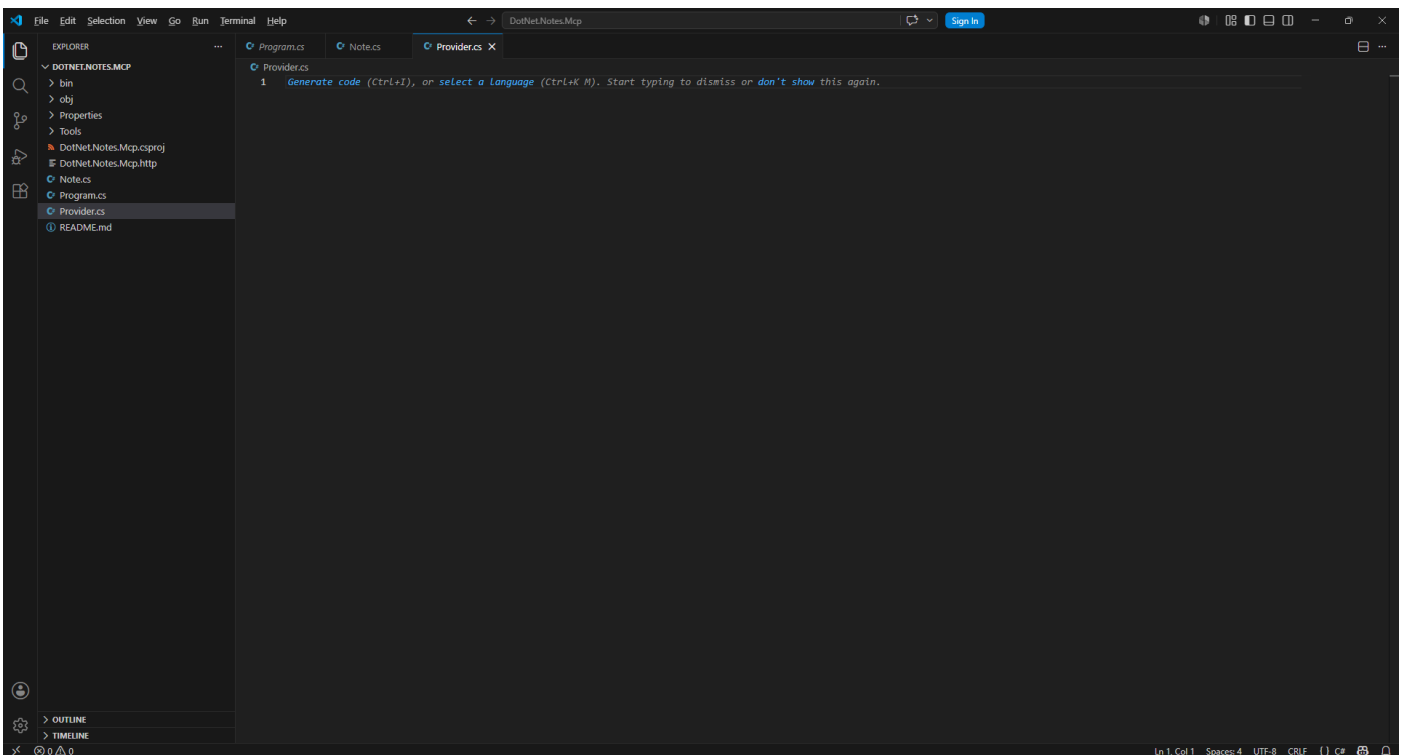 File Edit Selection View Go Run Terminal Help
DotNet.Notes.Mcp
Sign In
EXPLORER
DOTNET.NOTES.MCP
bin
obj
Properties
Tools
DotNet.Notes.Mcp.csproj
DotNet.Notes.Mcp.http
Note.cs
Program.cs
Provider.cs
README.md
OUTLINE
TIMELINE
Program.cs Note.cs Provider.cs
Provider.cs
1 Generate code (Ctrl+I), or select a language (Ctrl+K M). Start typing to dismiss or don't show this again.
0 0 Ln 1, Col 1 Spaces: 4 UTF-8 CRLF {} C#